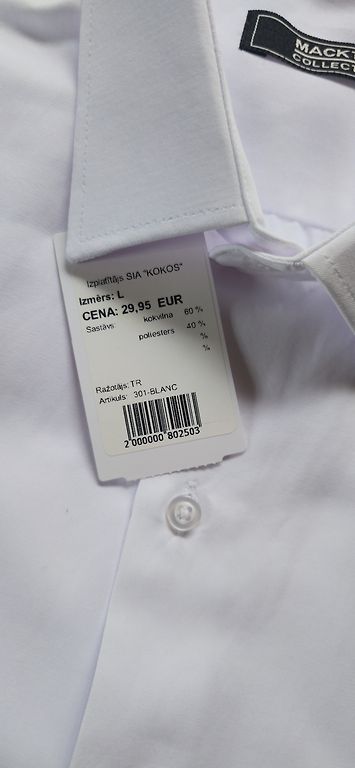 MACK
COLLECT
Izplatītājs SIA "KOKOS"
Izmērs: L
CENA: 29,95 EUR
Sastāvs: kokvilna 60 %
poliesters 40 %
%
%
Ražotājs: TR
Artikuls: 301-BLANC
2 000000 802503